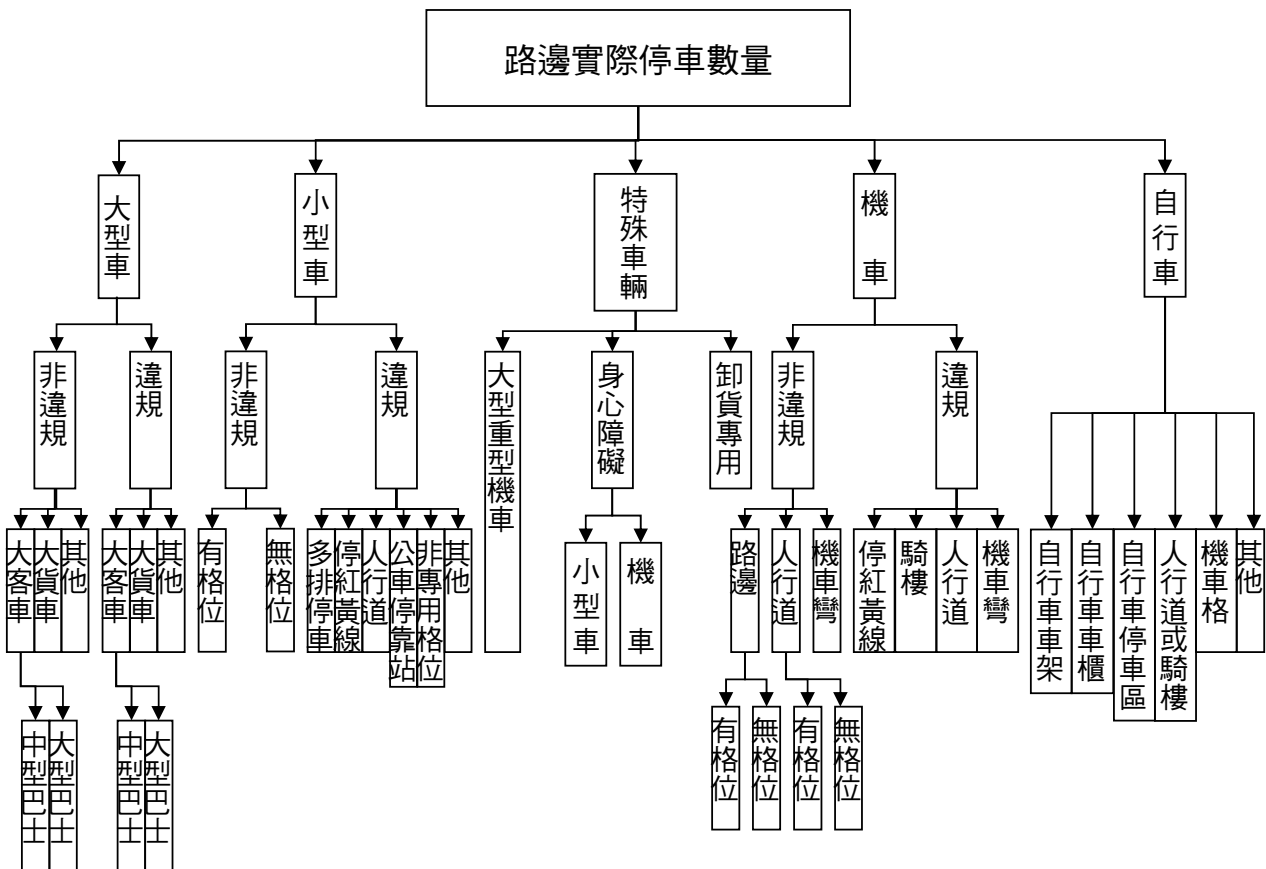 路邊實際停車數量
大型車
小型車
特殊車輛
機車
自行車
非違規
違規
非違規
違規
大型重型機車
身心障礙
卸貨專用
非違規
違規
大客車
大貨車
其他
大客車
大貨車
其他
有格位
無格位
多排停車
停紅黃線
人行道
公車停靠站
非專用格位
其他
小型車
機車
路邊
人行道
機車彎
停紅黃線
騎樓
人行道
機車彎
自行車車架
自行車車櫃
自行車停車區
人行道或騎樓
機車格
其他
中型巴士
大型巴士
中型巴士
大型巴士
有格位
無格位
有格位
無格位